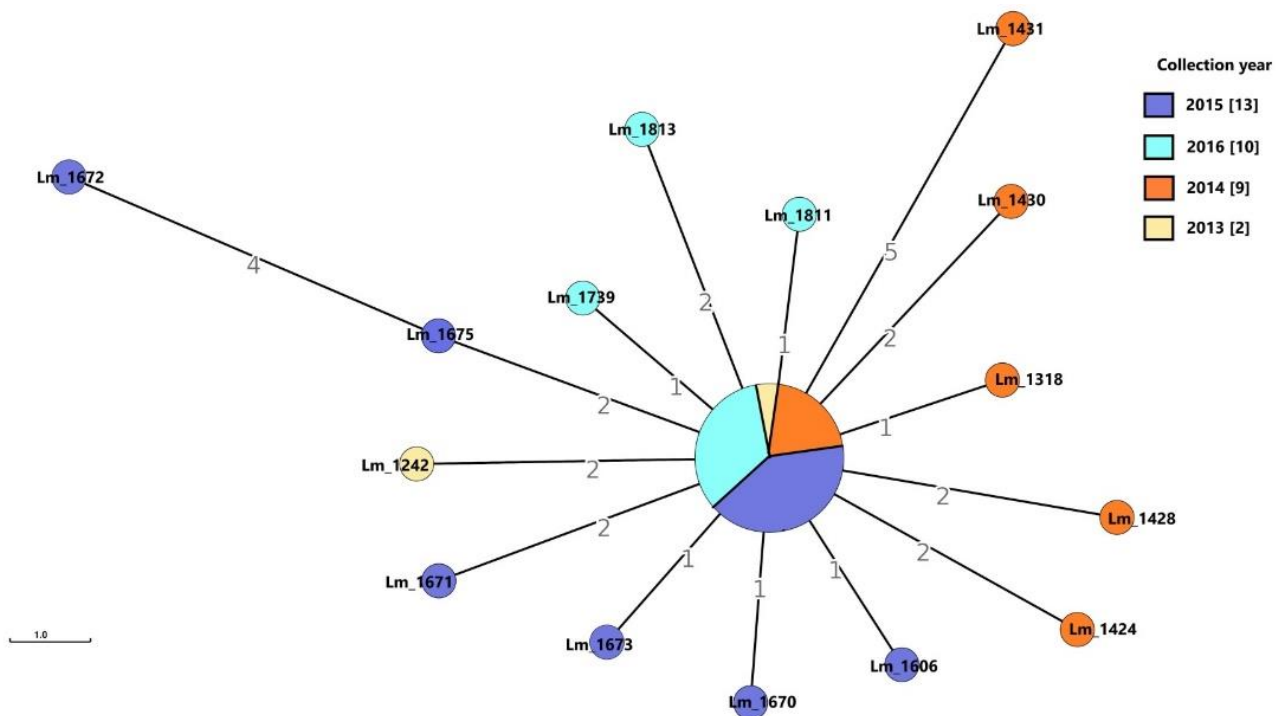 Lm_1431
Collection year
2015 [13]
2016 [10]
2014 [9]
2013 [2]
Lm_1813
Lm_1672
Lm_1430
Lm_1811
5
4
Lm_1739
2
Lm_1675
2
1
Lm_1318
1
2
1
Lm_1242
2
2
Lm_1428
2
2
Lm_1671
1
1
1
Lm_1424
1.0
Lm_1673
Lm_1606
Lm_1670